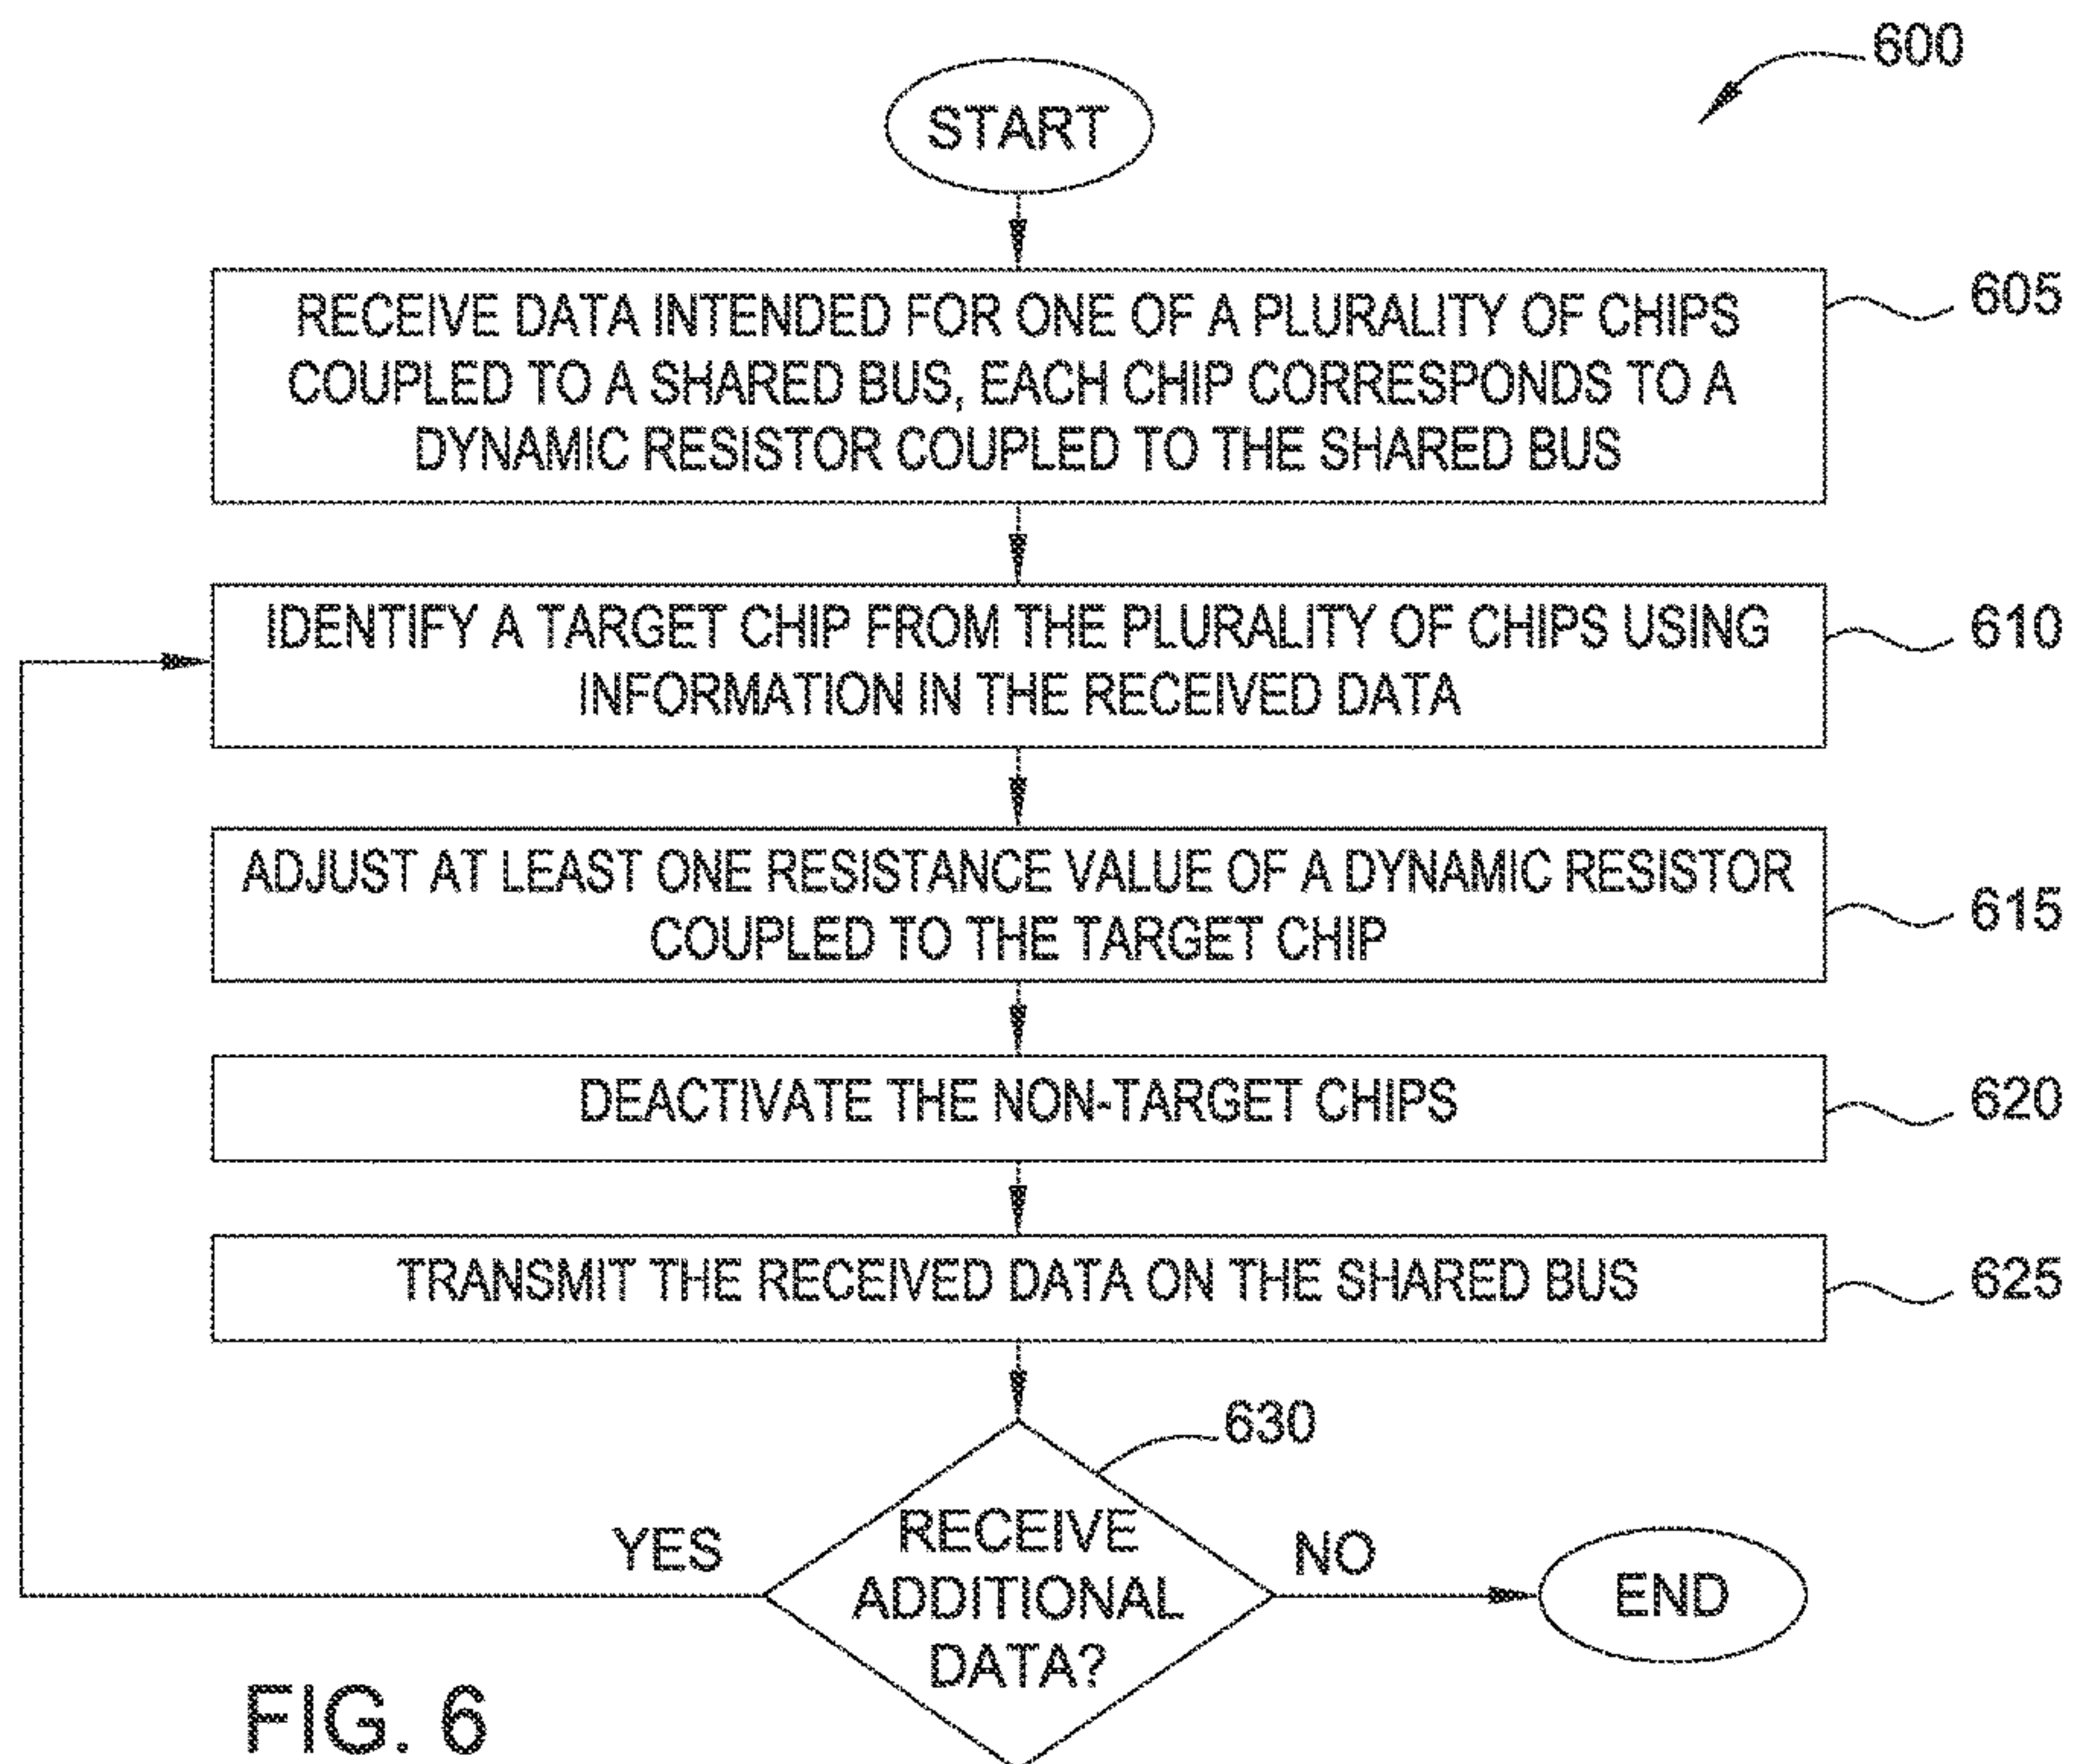 600
START
RECEIVE DATA INTENDED FOR ONE OF A PLURALITY OF CHIPS
COUPLED TO A SHARED BUS, EACH CHIP CORRESPONDS TO A
DYNAMIC RESISTOR COUPLED TO THE SHARED BUS
605
IDENTIFY A TARGET CHIP FROM THE PLURALITY OF CHIPS USING
INFORMATION IN THE RECEIVED DATA
610
ADJUST AT LEAST ONE RESISTANCE VALUE OF A DYNAMIC RESISTOR
COUPLED TO THE TARGET CHIP
615
DEACTIVATE THE NON-TARGET CHIPS
620
TRANSMIT THE RECEIVED DATA ON THE SHARED BUS
625
630
RECEIVE
ADDITIONAL
DATA?
YES
NO
END
FIG. 6